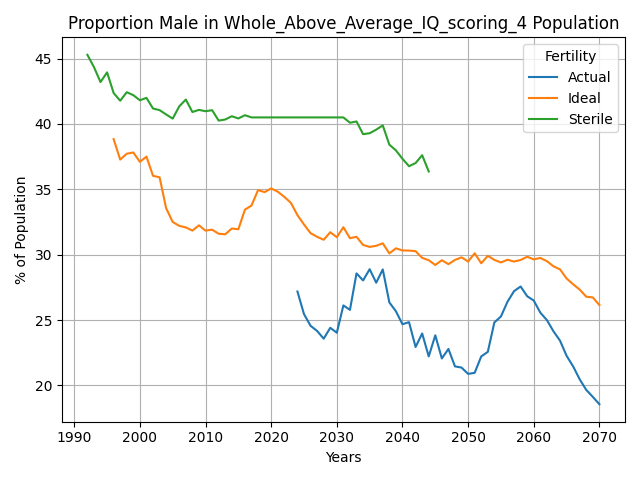 Proportion Male in Whole_Above_Average_IQ_scoring_4 Population
% of Population
45
40
35
30
25
20
Fertility
Actual
Ideal
Sterile
1990 2000 2010 2020 2030 2040 2050 2060 2070
Years